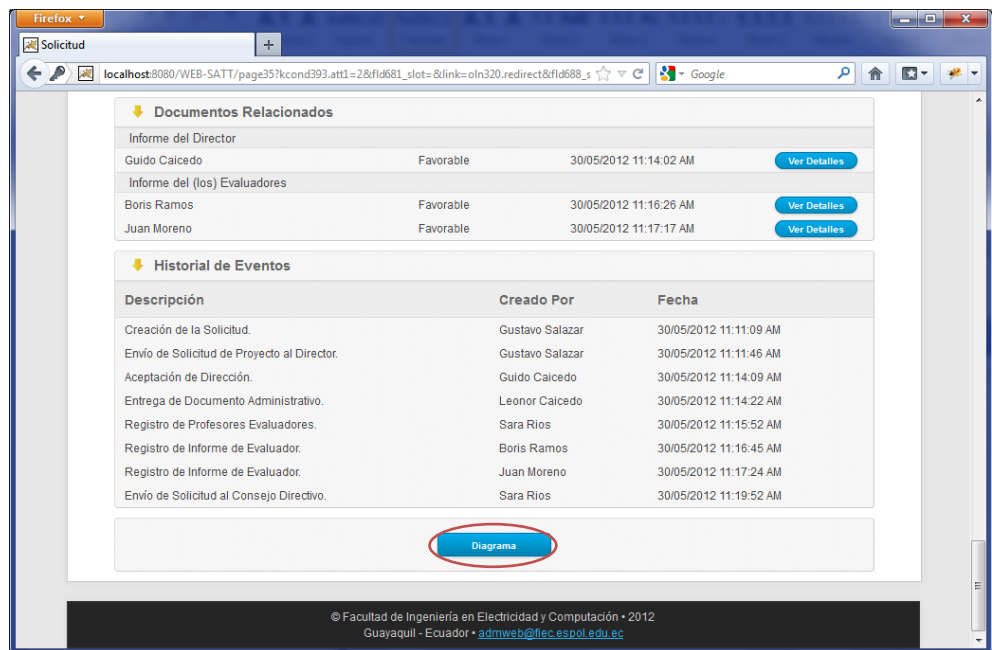 Firefox
Solicitud
+
localhost:8080/WEB-SATT/page35?kcond393.att1=2&fld681_slot=&link=oln320.redirect&fld688_s
Google
Documentos Relacionados
Informe del Director
Guido Caicedo Favorable 30/05/2012 11:14:02 AM Ver Detalles
Informe del (los) Evaluadores
Boris Ramos Favorable 30/05/2012 11:16:26 AM Ver Detalles
Juan Moreno Favorable 30/05/2012 11:17:17 AM Ver Detalles
Historial de Eventos
Descripción Creado Por Fecha
Creación de la Solicitud. Gustavo Salazar 30/05/2012 11:11:09 AM
Envío de Solicitud de Proyecto al Director. Gustavo Salazar 30/05/2012 11:11:46 AM
Aceptación de Dirección. Guido Caicedo 30/05/2012 11:14:09 AM
Entrega de Documento Administrativo. Leonor Caicedo 30/05/2012 11:14:22 AM
Registro de Profesores Evaluadores. Sara Rios 30/05/2012 11:15:52 AM
Registro de Informe de Evaluador. Boris Ramos 30/05/2012 11:16:45 AM
Registro de Informe de Evaluador. Juan Moreno 30/05/2012 11:17:24 AM
Envío de Solicitud al Consejo Directivo. Sara Rios 30/05/2012 11:19:52 AM
Diagrama
© Facultad de Ingeniería en Electricidad y Computación • 2012
Guayaquil - Ecuador • admweb@fiec.espol.edu.ec